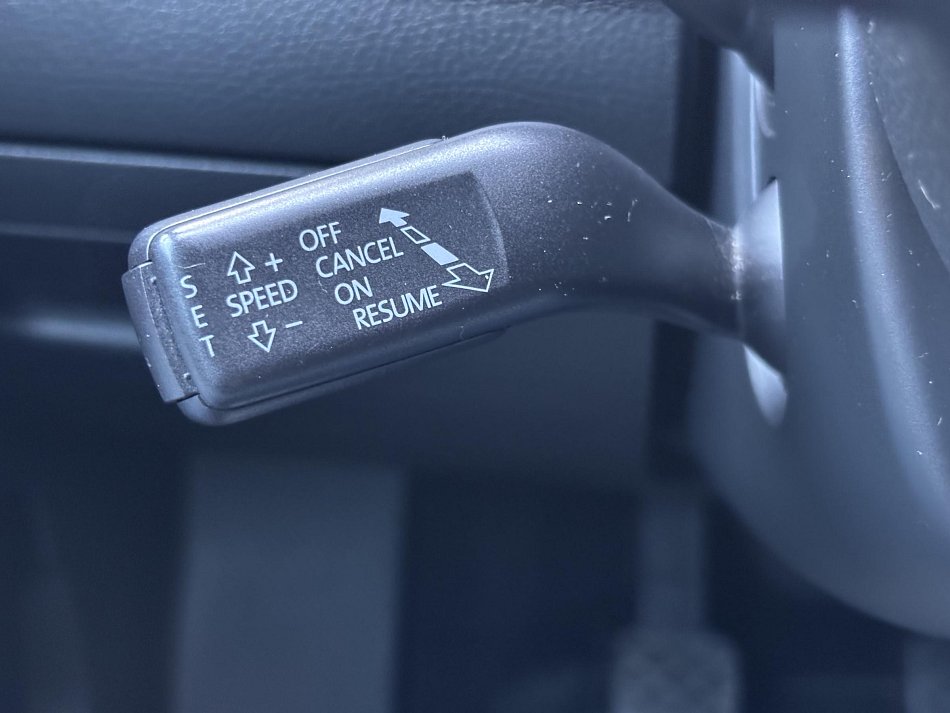 SET
+
SPEED
−
OFF
CANCEL
ON
RESUME